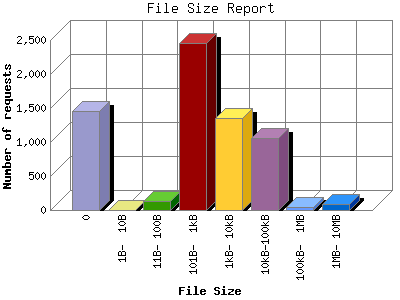 File Size Report
Number of requests
2,500
2,000
1,500
1,000
500
0
0
1B- 10B
11B- 100B
101B- 1kB
1kB- 10kB
10kB-100kB
100kB- 1MB
1MB- 10MB
File Size